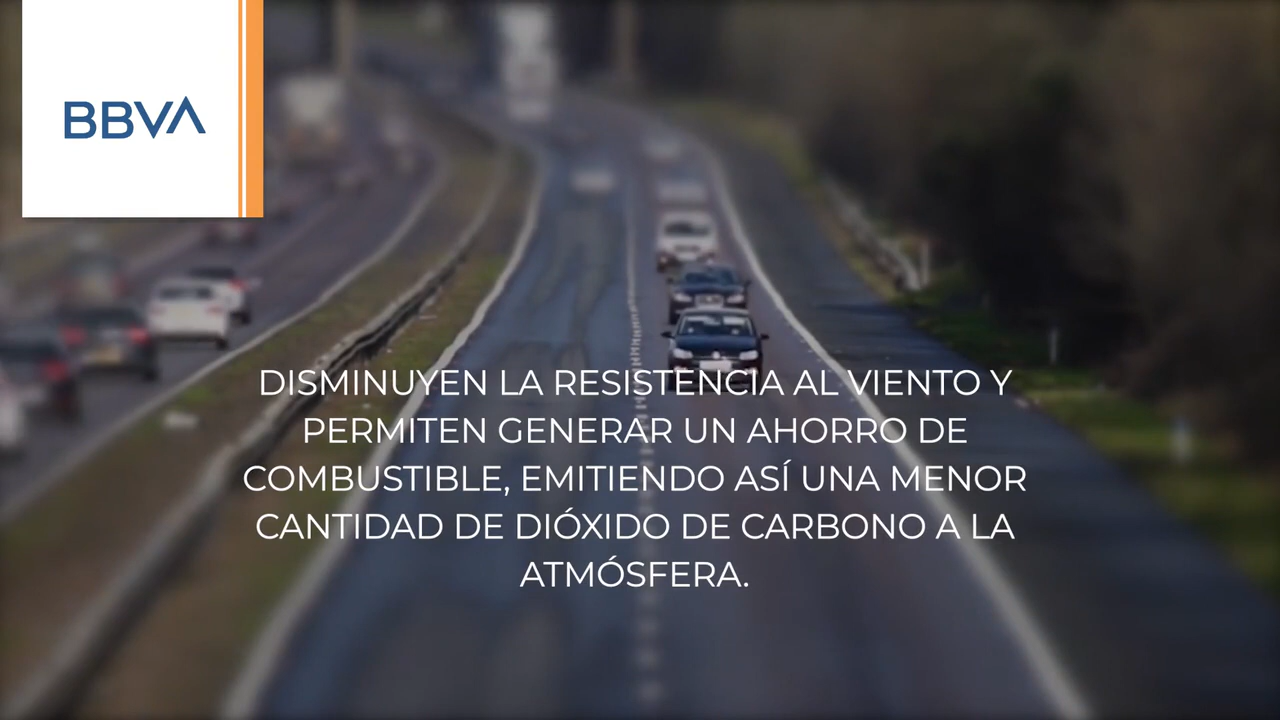 BBVA
DISMINUYEN LA RESISTENCIA AL VIENTO Y
PERMITEN GENERAR UN AHORRO DE
COMBUSTIBLE, EMITIENDO ASÍ UNA MENOR
CANTIDAD DE DIÓXIDO DE CARBONO A LA
ATMÓSFERA.